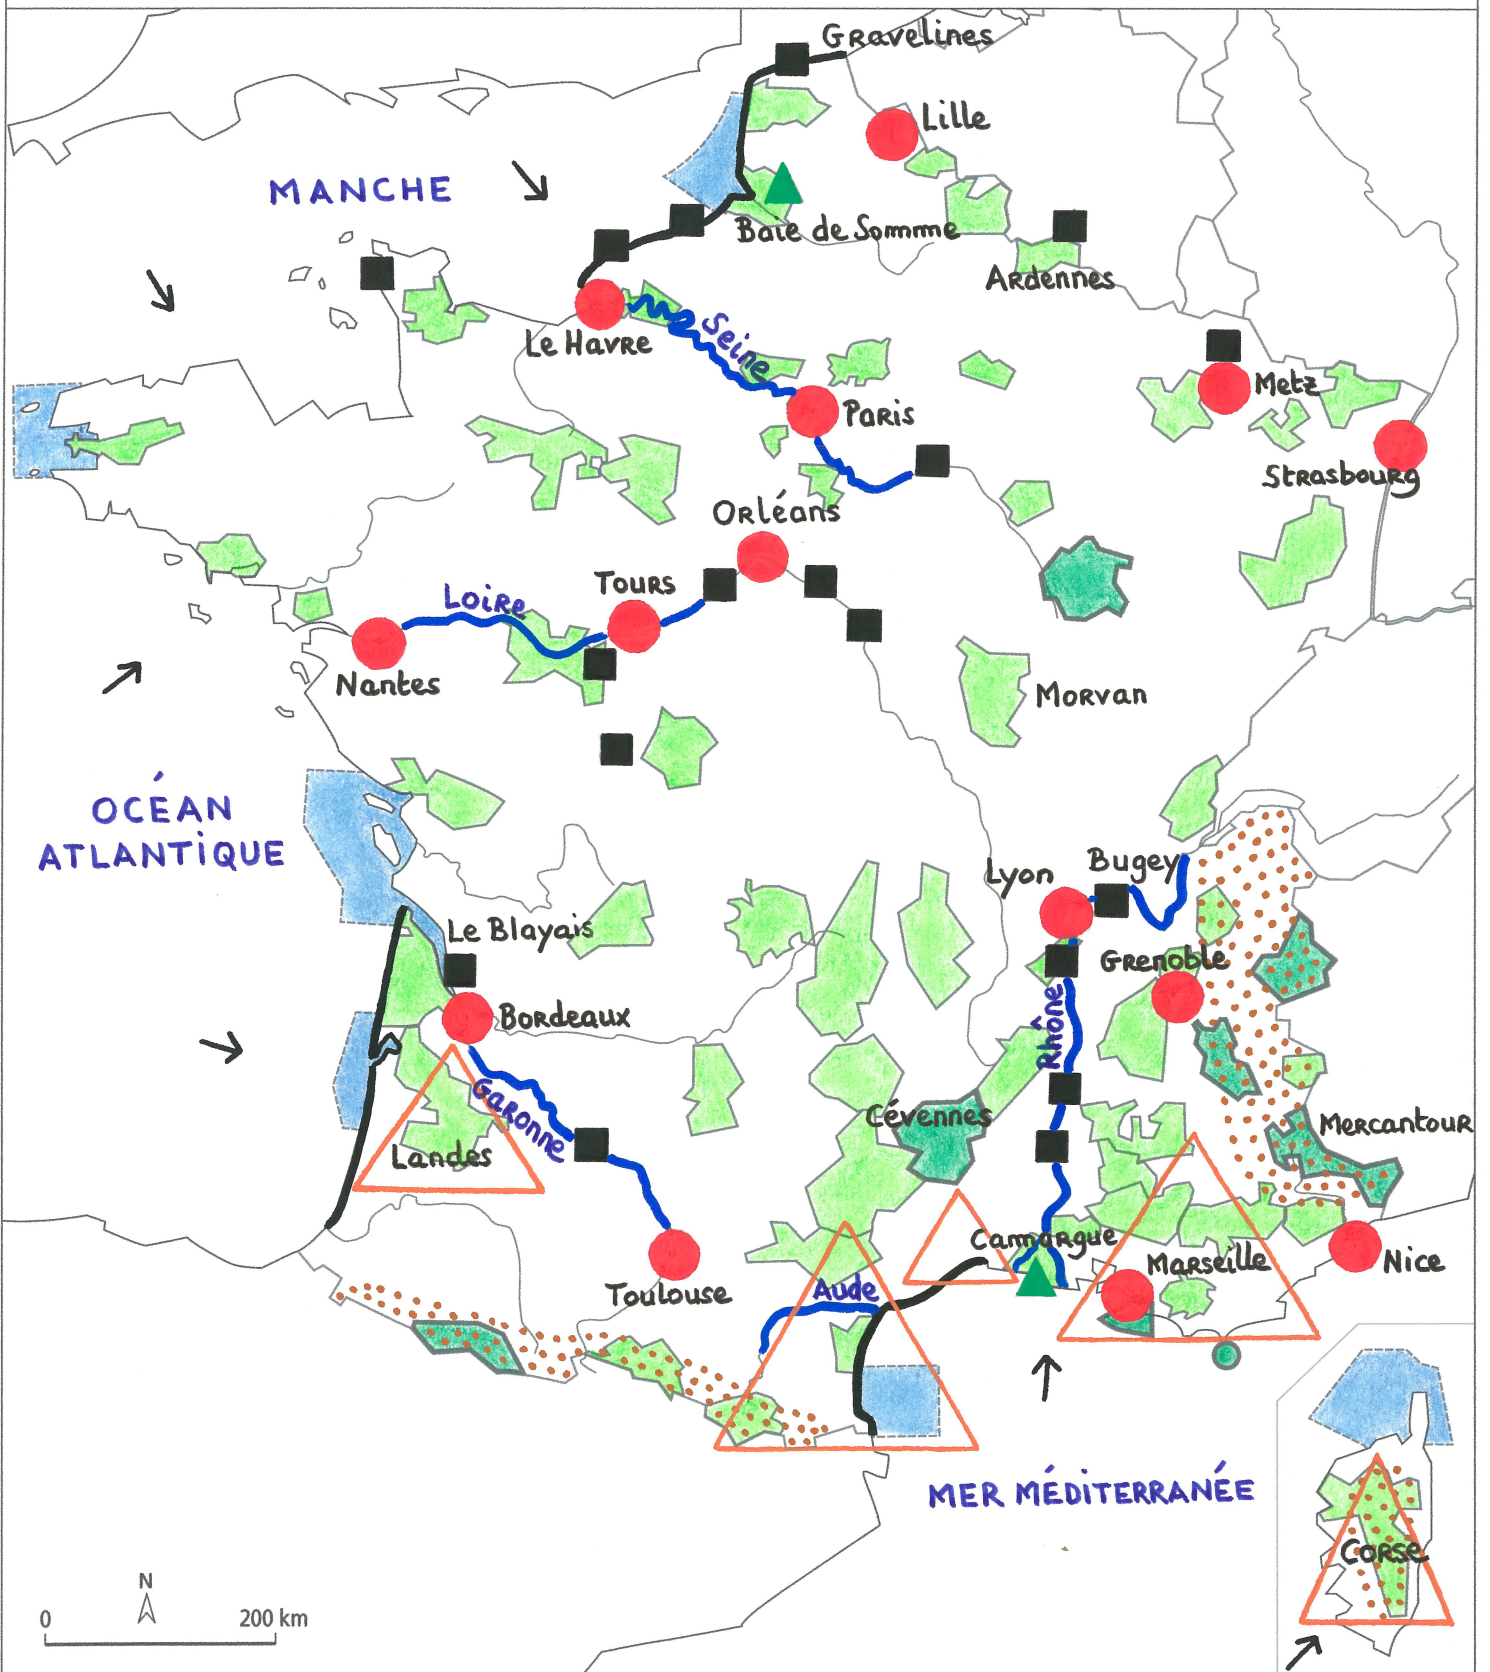 Gravelines
Lille
MANCHE
Baie de Somme
Ardennes
Le Havre
Seine
Metz
Paris
Strasbourg
Orléans
Tours
Loire
Nantes
Morvan
OCÉAN
ATLANTIQUE
Bugey
Lyon
Le Blayais
Grenoble
Bordeaux
Rhône
Garonne
Cévennes
Mercantour
Landes
Camargue
Marseille
Nice
Toulouse
Aude
MER MÉDITERRANÉE
Corse
N
0 200 km